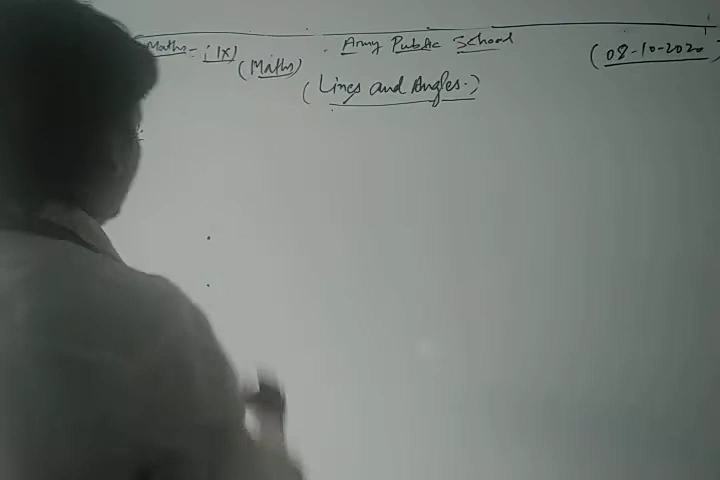 Maths - IX) Army Public School (08-10-2020)
(Maths)
(Lines and Angles.)